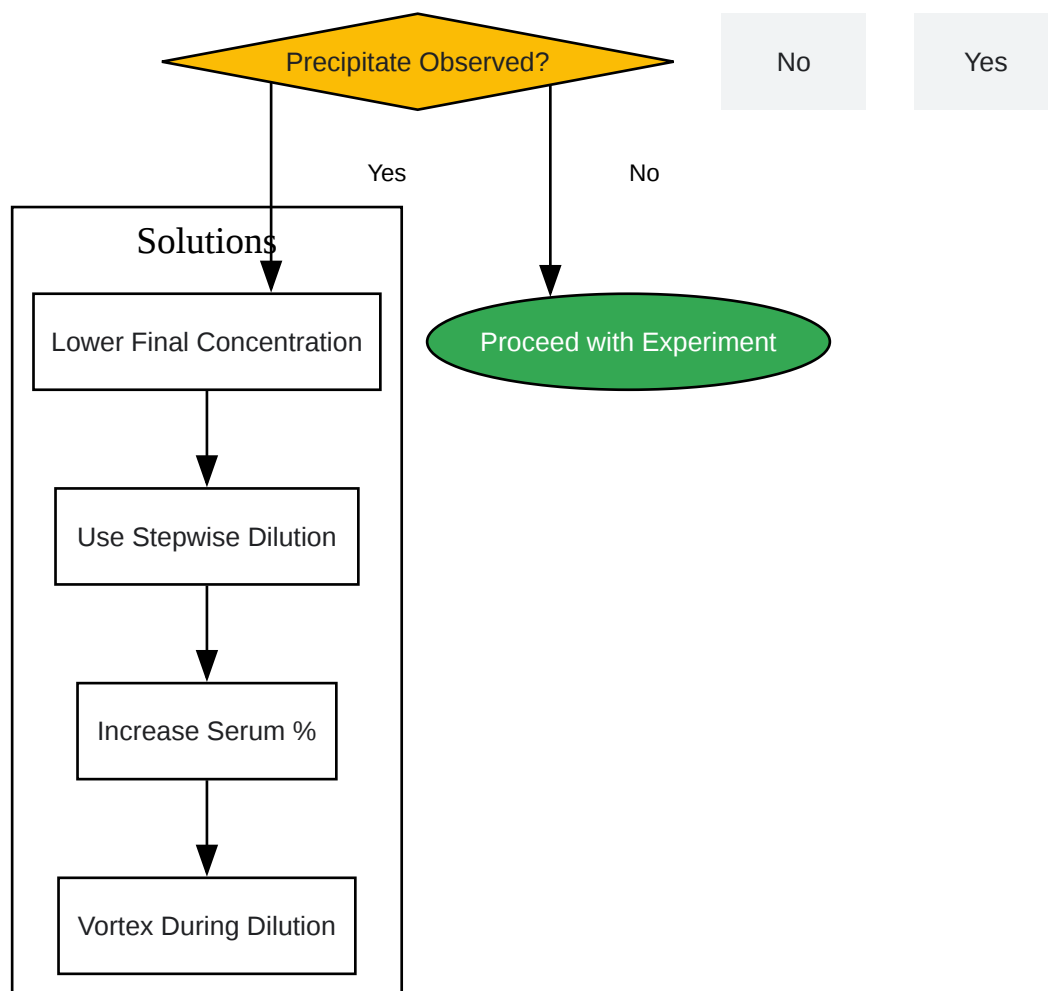 Precipitate Observed?
No
Yes
Yes
No
Solutions
Lower Final Concentration
Proceed with Experiment
Use Stepwise Dilution
Increase Serum %
Vortex During Dilution